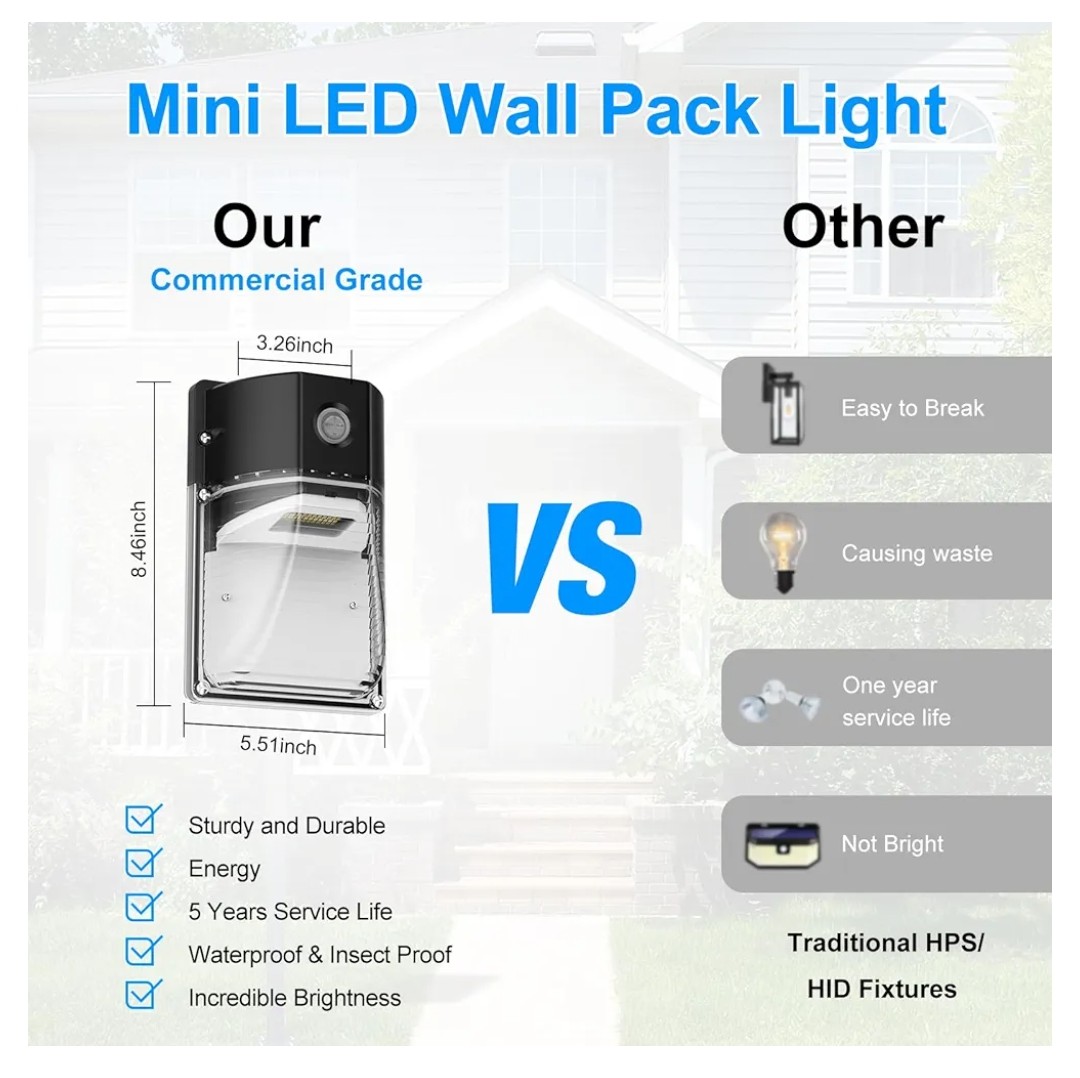 Mini LED Wall Pack Light
Our
Commercial Grade
3.26inch
8.46inch
5.51inch
Sturdy and Durable
Energy
5 Years Service Life
Waterproof & Insect Proof
Incredible Brightness
VS
Other
Easy to Break
Causing waste
One year
service life
Not Bright
Traditional HPS/
HID Fixtures